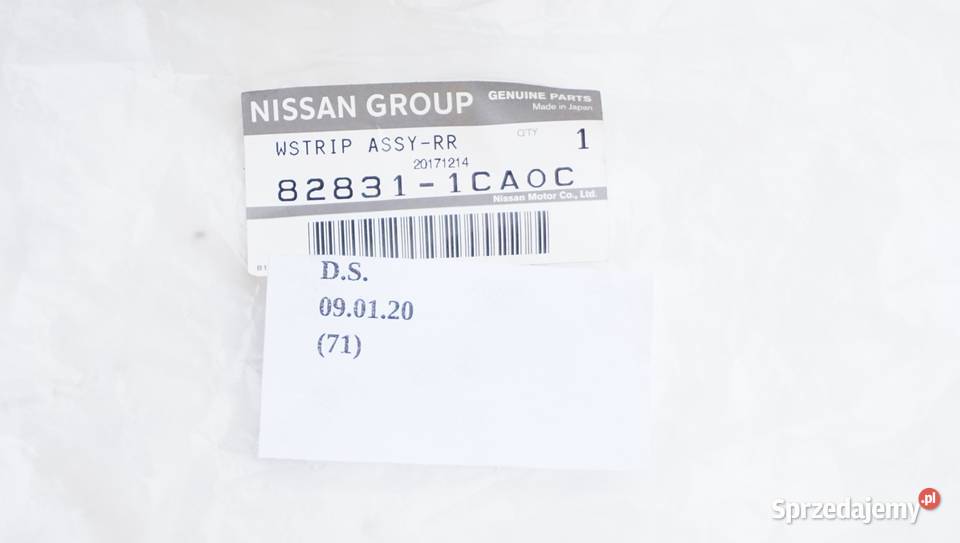 NISSAN GROUP GENUINE PARTS
Made in Japan
WSTRIP ASSY-RR QTY 1
20171214
82831-1CA0C
Nissan Motor Co., Ltd.
D.S.
09.01.20
(71)
Sprzedajemy.pl